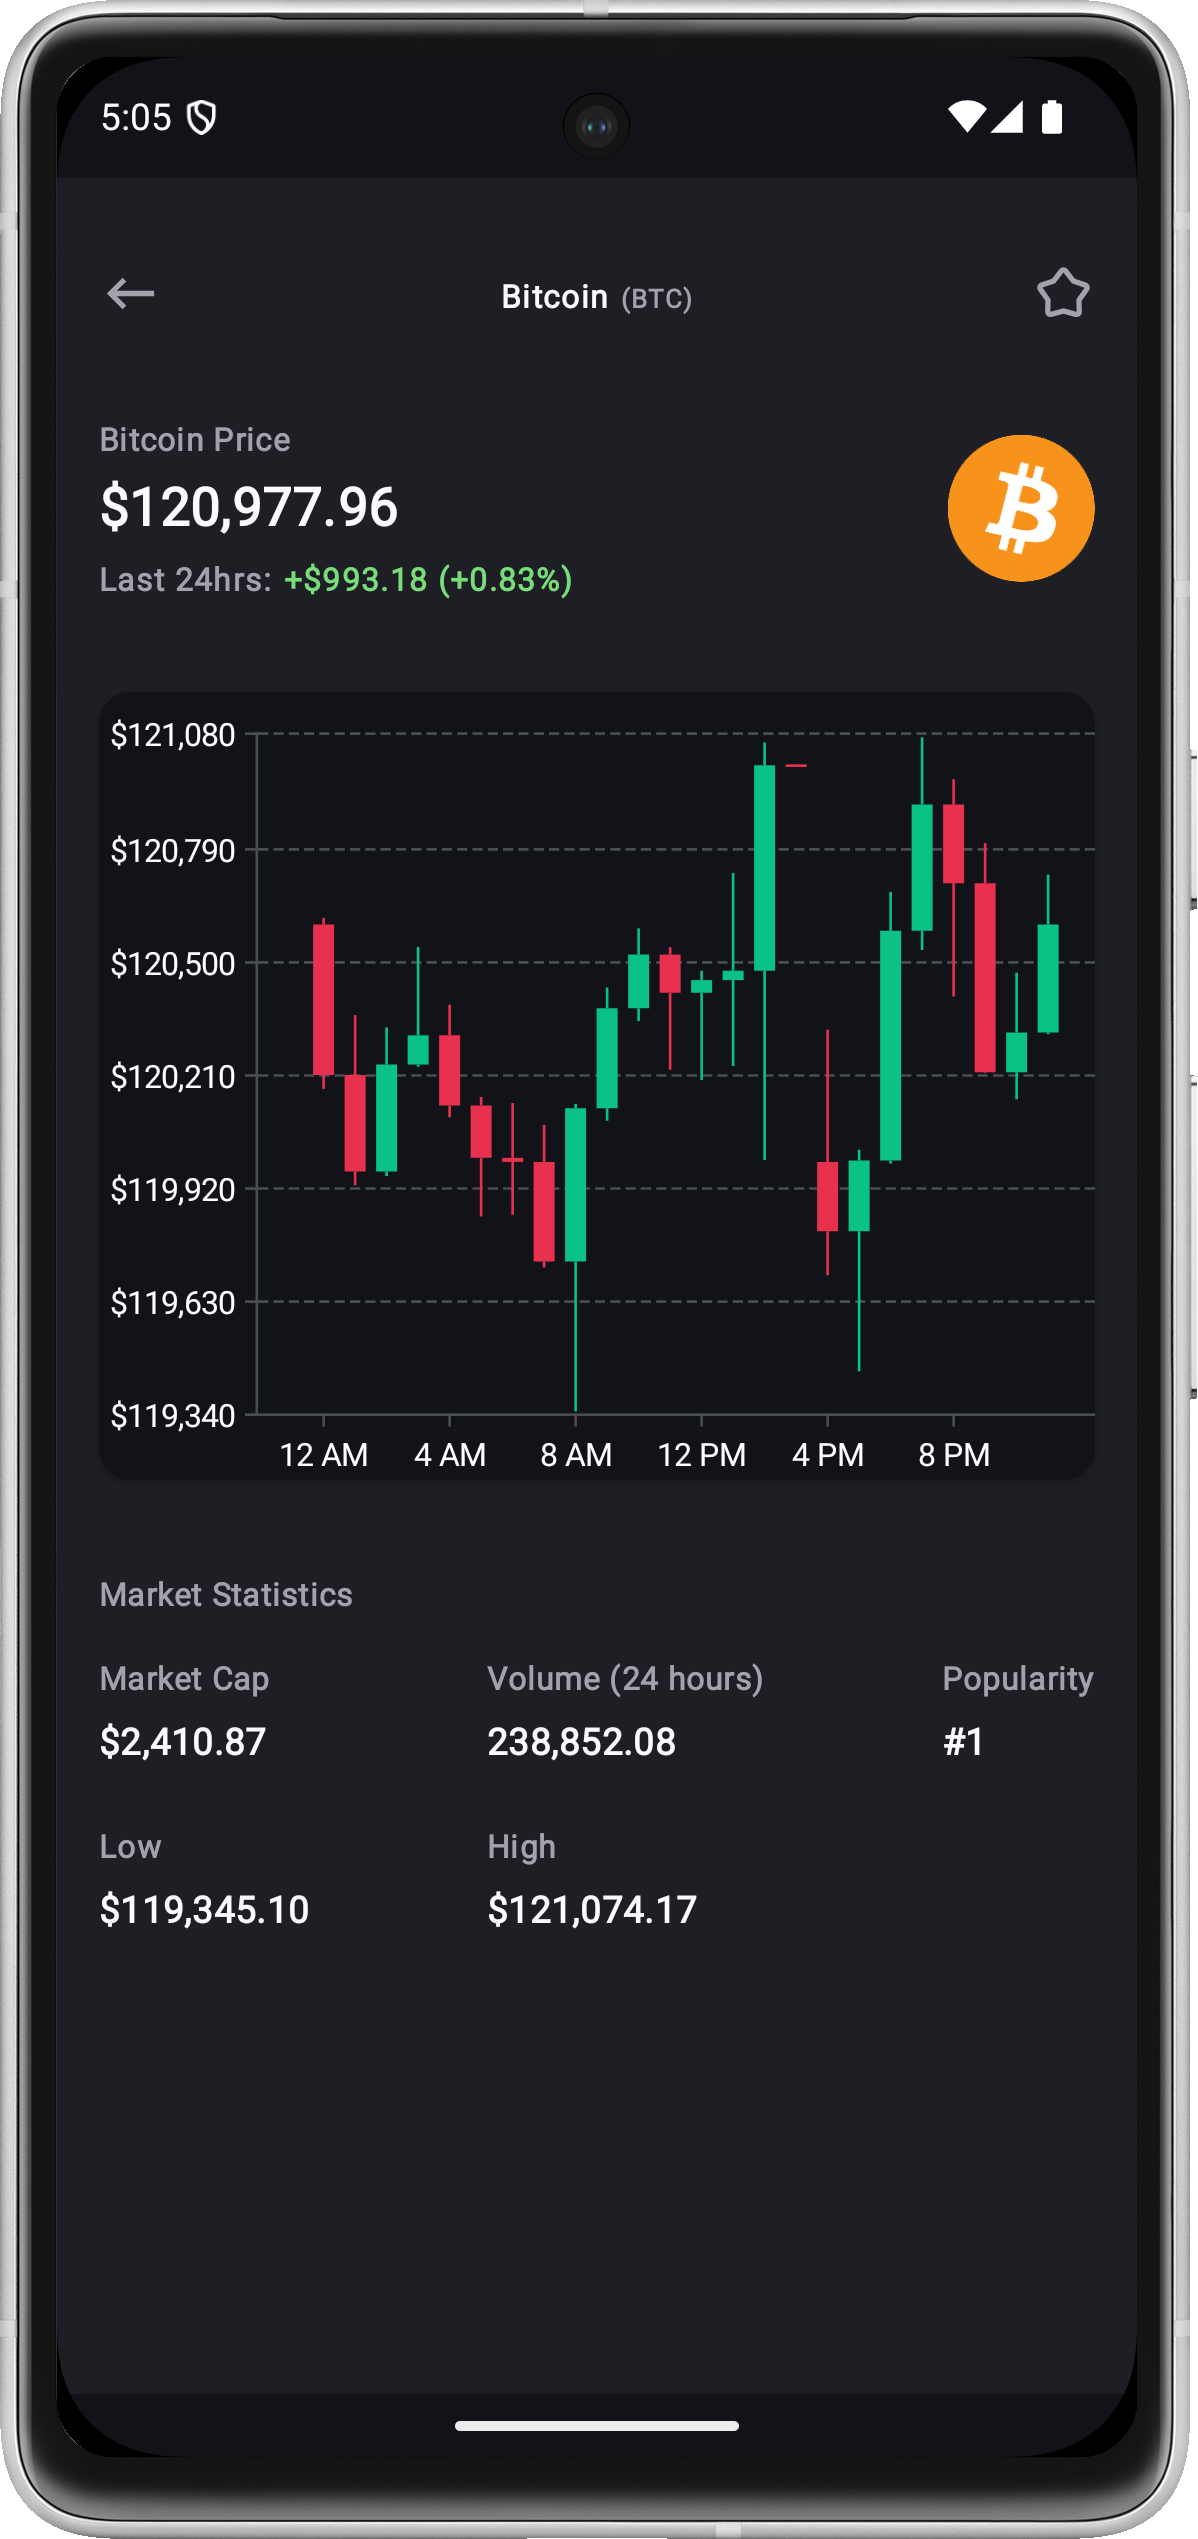 5:05
Bitcoin (BTC)
Bitcoin Price
$120,977.96
Last 24hrs: +$993.18 (+0.83%)
$121,080
$120,790
$120,500
$120,210
$119,920
$119,630
$119,340
12 AM 4 AM 8 AM 12 PM 4 PM 8 PM
Market Statistics
Market Cap Volume (24 hours) Popularity
$2,410.87 238,852.08 #1
Low High
$119,345.10 $121,074.17